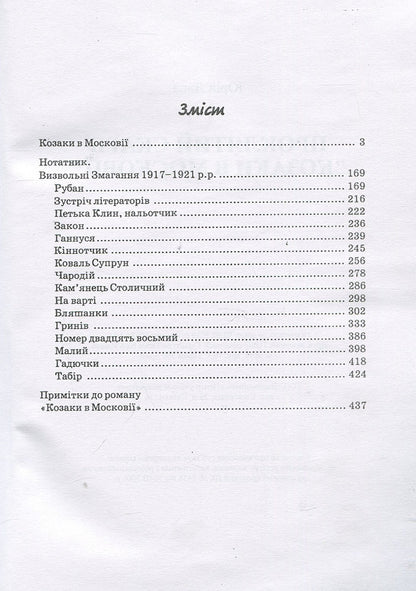 Зміст
Козаки в Московії 3
Нотатник.
Визвольні Змагання 1917–1921 р.р. 169
Рубан 169
Зустріч літераторів 216
Петька Клин, нальотчик 222
Закон 236
Ганнуся 239
Кіннотчик 245
Коваль Супрун 256
Чародій 278
Кам'янець Столичний 286
На варті 298
Бляшанки 302
Гринів 333
Номер двадцять восьмий 386
Малий 398
Гадючки 418
Табір 424
Примітки до роману
«Козаки в Московії» 437